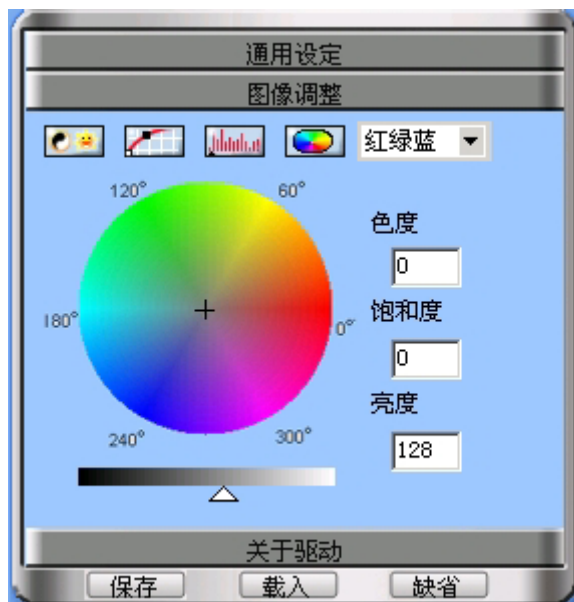 通用设定
图像调整
红绿蓝
120° 60°
色度
0
饱和度
180° 0°
0
亮度
240° 300°
128
关于驱动
保存 载入 缺省